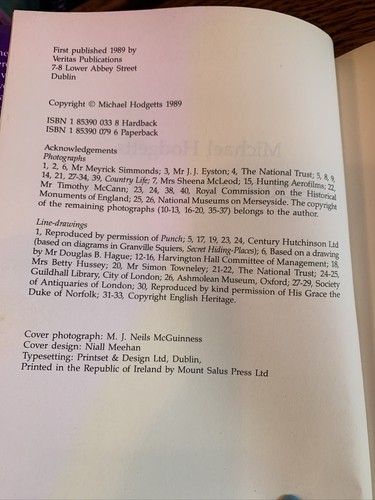 First published 1989 by
Veritas Publications
7-8 Lower Abbey Street
Dublin
Copyright © Michael Hodgetts 1989
ISBN 1 85390 033 8 Hardback
ISBN 1 85390 079 6 Paperback
Acknowledgements
Photographs
1, 2, 6, Mr Meyrick Simmonds; 3, Mr J. J. Eyston; 4, The National Trust; 5, 8, 9,
14, 21, 27-34, 39, Country Life; 7, Mrs Sheena McLeod; 15, Hunting Aerofilms; 22,
Mr Timothy McCann; 23, 24, 38, 40, Royal Commission on the Historical
Monuments of England; 25, 26, National Museums on Merseyside. The copyright
of the remaining photographs (10-13, 16-20, 35-37) belongs to the author.
Line-drawings
1, Reproduced by permission of Punch; 5, 17, 19, 23, 24, Century Hutchinson Ltd
(based on diagrams in Granville Squiers, Secret Hiding-Places); 6, Based on a drawing
by Mr Douglas B. Hague; 12-16, Harvington Hall Committee of Management; 18,
Mrs Betty Hussey; 20, Mr Simon Towneley; 21-22, The National Trust; 24-25,
Guildhall Library, City of London; 26, Ashmolean Museum, Oxford; 27-29, Society
of Antiquaries of London; 30, Reproduced by kind permission of His Grace the
Duke of Norfolk; 31-33, Copyright English Heritage.
Cover photograph: M. J. Neils McGuinness
Cover design: Niall Meehan
Typesetting: Printset & Design Ltd, Dublin,
Printed in the Republic of Ireland by Mount Salus Press Ltd